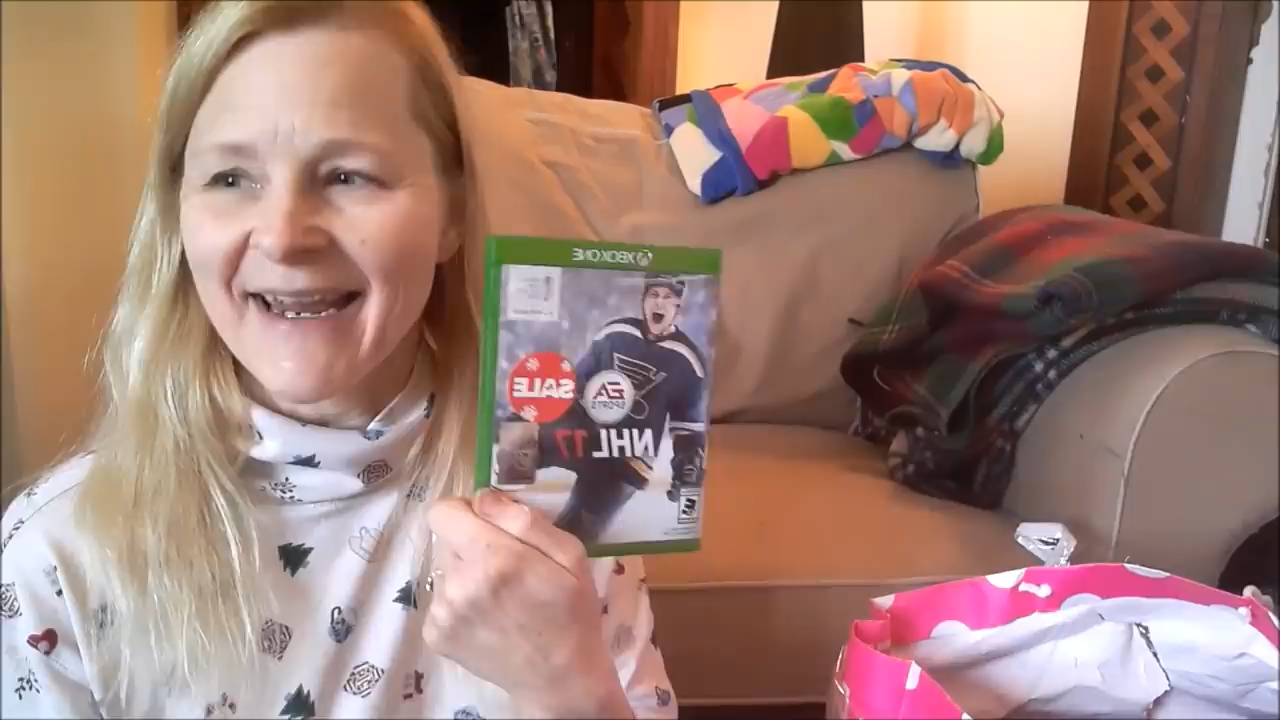 XBOX ONE
SALE
EA
SPORTS
NHL 17